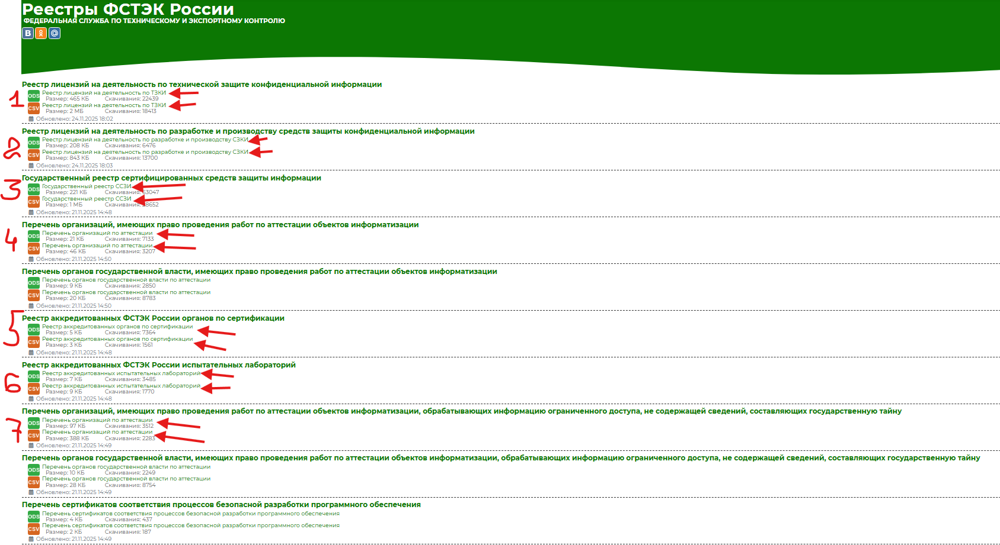 Реестры ФСТЭК России
ФЕДЕРАЛЬНАЯ СЛУЖБА ПО ТЕХНИЧЕСКОМУ И ЭКСПОРТНОМУ КОНТРОЛЮ
В @
Реестр лицензий на деятельность по технической защите конфиденциальной информации
1
ODS Реестр лицензий на деятельность по ТЗКИ
Размер: 465 КБ Скачивания: 22439
CSV Реестр лицензий на деятельность по ТЗКИ
Размер: 2 МБ Скачивания: 18413
Обновлено: 24.11.2025 18:02
Реестр лицензий на деятельность по разработке и производству средств защиты конфиденциальной информации
2
ODS Реестр лицензий на деятельность по разработке и производству СЗКИ
Размер: 208 КБ Скачивания: 6476
CSV Реестр лицензий на деятельность по разработке и производству СЗКИ
Размер: 843 КБ Скачивания: 13700
Обновлено: 24.11.2025 18:03
Государственный реестр сертифицированных средств защиты информации
3
ODS Государственный реестр ССЗИ
Размер: 221 КБ Скачивания: 63047
CSV Государственный реестр ССЗИ
Размер: 1 МБ Скачивания: 8652
Обновлено: 21.11.2025 14:48
Перечень организаций, имеющих право проведения работ по аттестации объектов информатизации
4
ODS Перечень организаций по аттестации
Размер: 21 КБ Скачивания: 7133
CSV Перечень организаций по аттестации
Размер: 46 КБ Скачивания: 3207
Обновлено: 21.11.2025 14:50
Перечень органов государственной власти, имеющих право проведения работ по аттестации объектов информатизации
ODS Перечень органов государственной власти по аттестации
Размер: 9 КБ Скачивания: 2850
CSV Перечень органов государственной власти по аттестации
Размер: 20 КБ Скачивания: 8783
Обновлено: 21.11.2025 14:50
Реестр аккредитованных ФСТЭК России органов по сертификации
5
ODS Реестр аккредитованных органов по сертификации
Размер: 5 КБ Скачивания: 7364
CSV Реестр аккредитованных органов по сертификации
Размер: 3 КБ Скачивания: 1561
Обновлено: 21.11.2025 14:48
Реестр аккредитованных ФСТЭК России испытательных лабораторий
6
ODS Реестр аккредитованных испытательных лабораторий
Размер: 7 КБ Скачивания: 3485
CSV Реестр аккредитованных испытательных лабораторий
Размер: 9 КБ Скачивания: 1770
Обновлено: 21.11.2025 14:48
Перечень организаций, имеющих право проведения работ по аттестации объектов информатизации, обрабатывающих информацию ограниченного доступа, не содержащей сведений, составляющих государственную тайну
7
ODS Перечень организаций по аттестации
Размер: 97 КБ Скачивания: 3512
CSV Перечень организаций по аттестации
Размер: 388 КБ Скачивания: 2283
Обновлено: 21.11.2025 14:49
Перечень органов государственной власти, имеющих право проведения работ по аттестации объектов информатизации, обрабатывающих информацию ограниченного доступа, не содержащей сведений, составляющих государственную тайну
ODS Перечень органов государственной власти по аттестации
Размер: 10 КБ Скачивания: 2249
CSV Перечень органов государственной власти по аттестации
Размер: 28 КБ Скачивания: 8754
Обновлено: 21.11.2025 14:49
Перечень сертификатов соответствия процессов безопасной разработки программного обеспечения
ODS Перечень сертификатов соответствия процессов безопасной разработки программного обеспечения
Размер: 4 КБ Скачивания: 437
CSV Перечень сертификатов соответствия процессов безопасной разработки программного обеспечения
Размер: 2 КБ Скачивания: 187
Обновлено: 21.11.2025 14:49